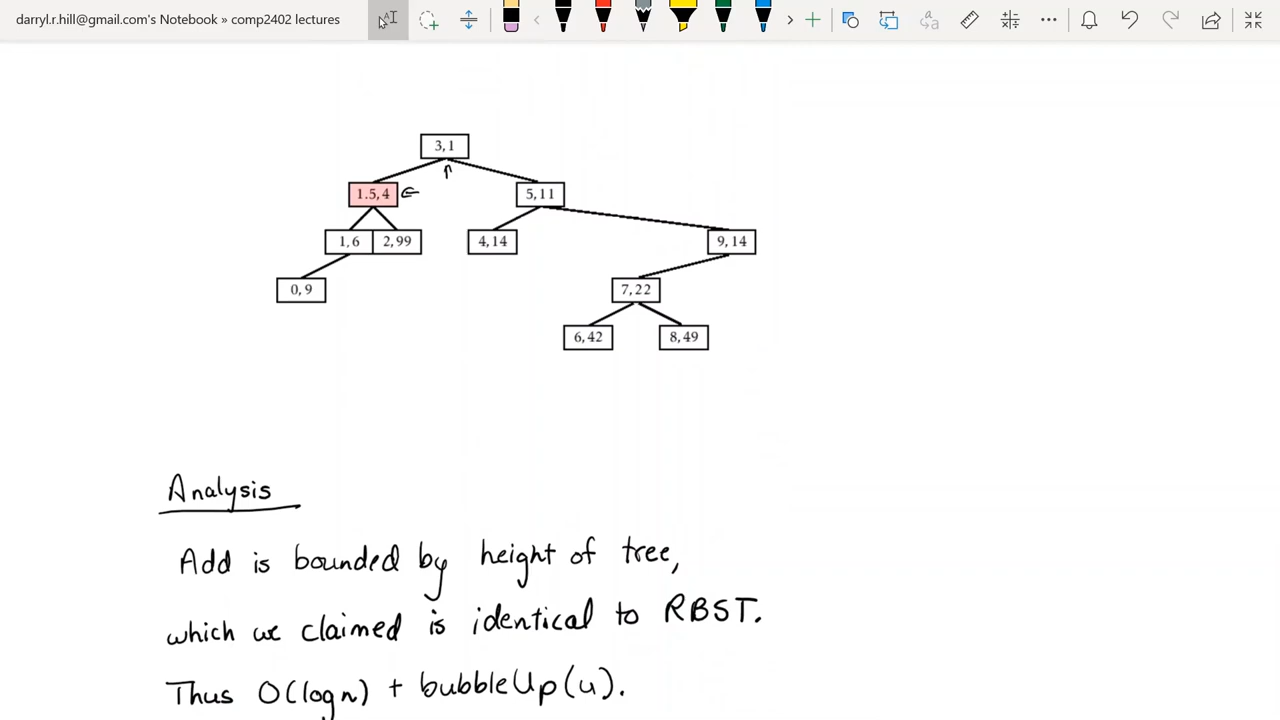 darryl.r.hill@gmail.com's Notebook » comp2402 lectures
3, 1
1.5, 4
5, 11
1, 6
2, 99
4, 14
9, 14
0, 9
7, 22
6, 42
8, 49
Analysis
Add is bounded by height of tree,
which we claimed is identical to RBST.
Thus O(log n) + bubbleUp(u).